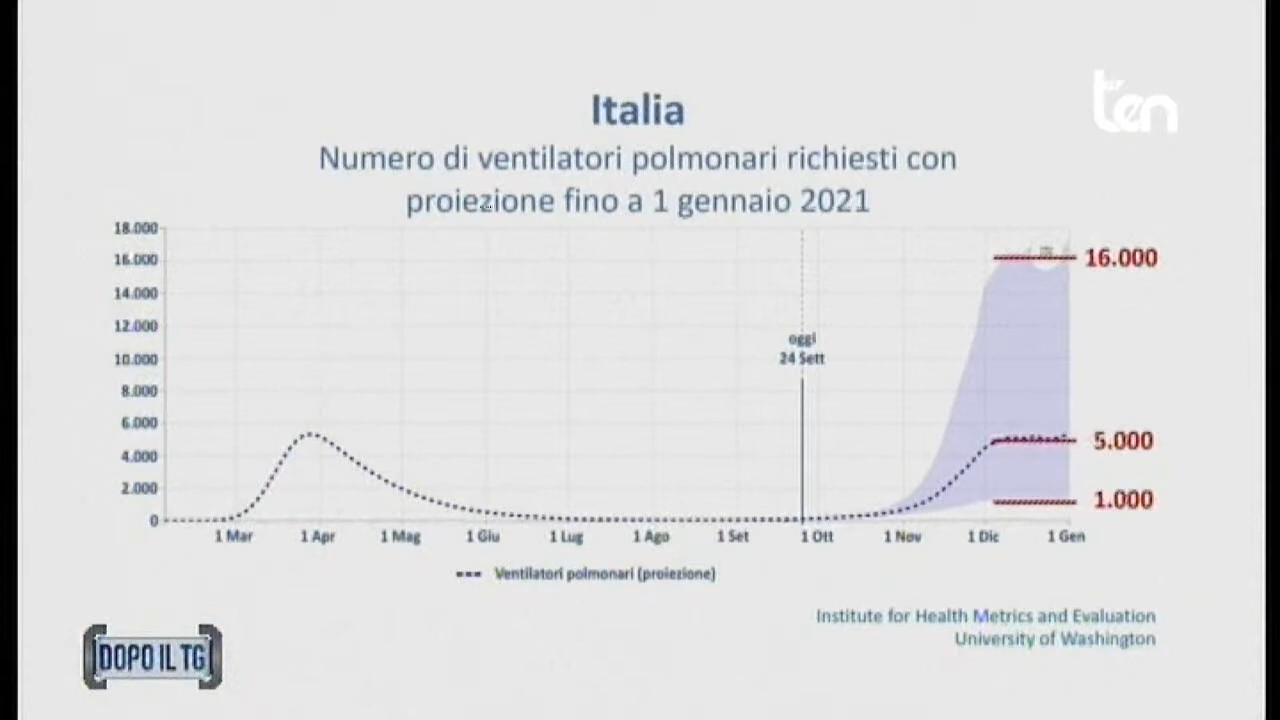 ten
Italia
Numero di ventilatori polmonari richiesti con
proiezione fino a 1 gennaio 2021
18.000
16.000
14.000
12.000
10.000
8.000
6.000
4.000
2.000
0
16.000
5.000
1.000
oggi
24 Sett
1 Mar
1 Apr
1 Mag
1 Giu
1 Lug
1 Ago
1 Set
1 Ott
1 Nov
1 Dic
1 Gen
Ventilatori polmonari (proiezione)
Institute for Health Metrics and Evaluation
University of Washington
DOPO IL TG